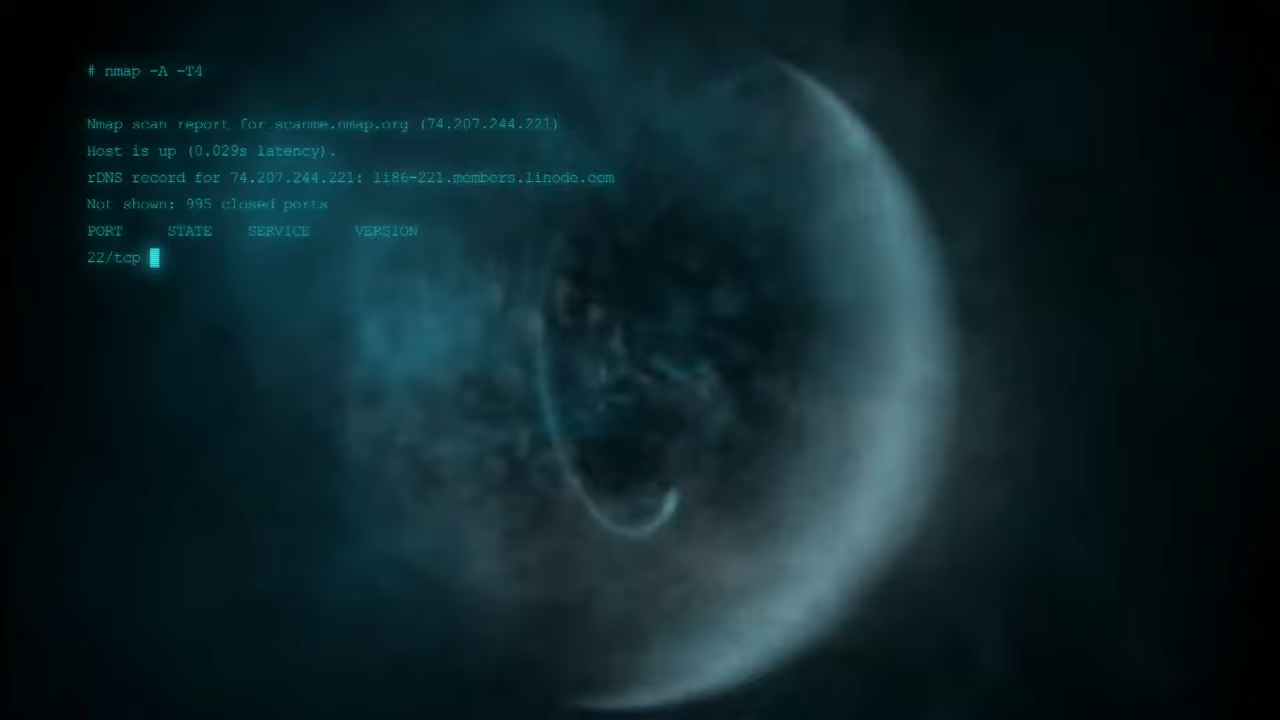 # nmap -A -T4
Nmap scan report for scanme.nmap.org (74.207.244.221)
Host is up (0.029s latency).
rDNS record for 74.207.244.221: li86-221.members.linode.com
Not shown: 995 closed ports
PORT STATE SERVICE VERSION
22/tcp